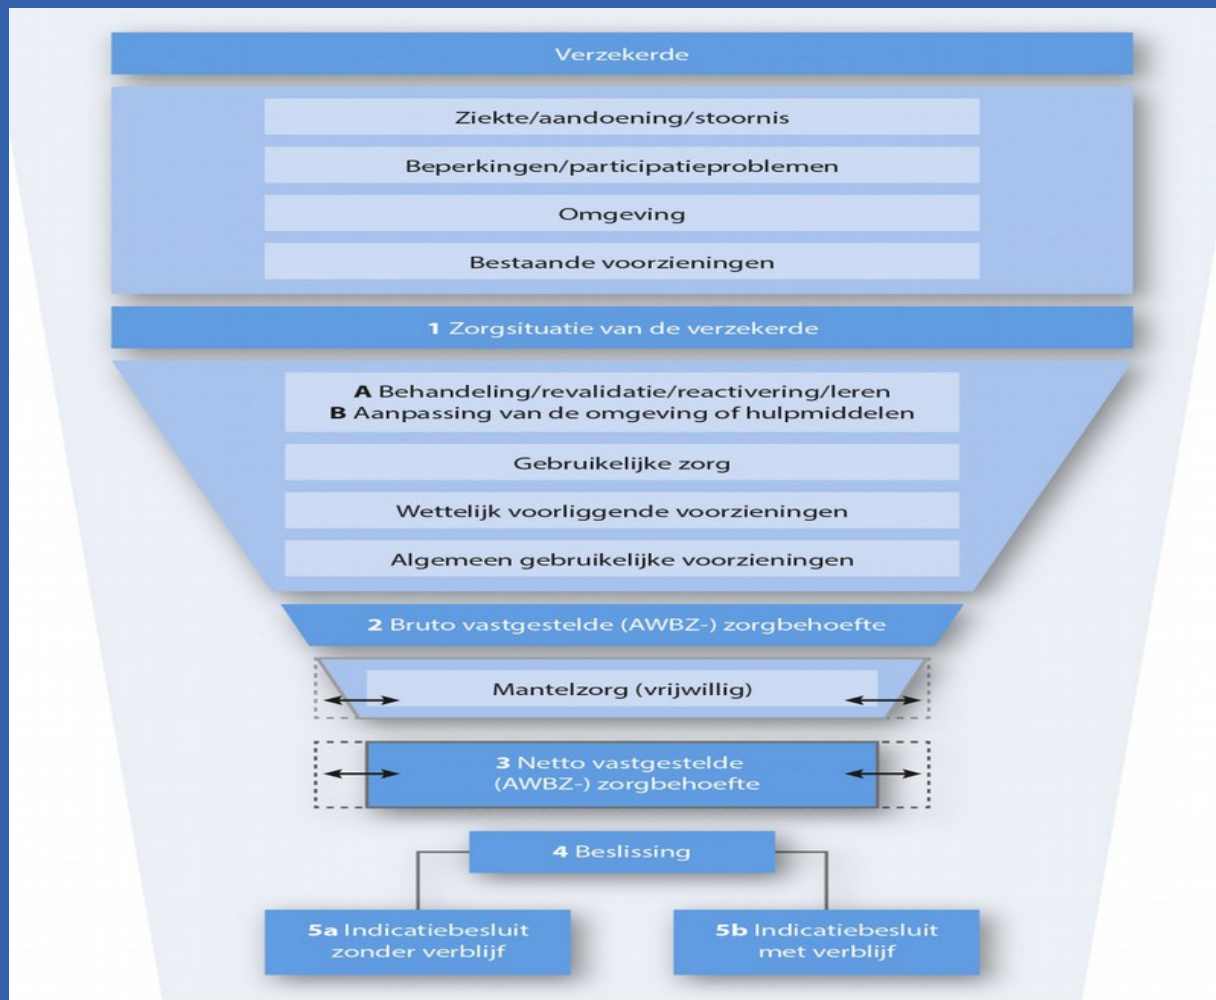 Verzekerde
Ziekte/aandoening/stoornis
Beperkingen/participatieproblemen
Omgeving
Bestaande voorzieningen
1 Zorgsituatie van de verzekerde
A Behandeling/revalidatie/reactivering/leren
B Aanpassing van de omgeving of hulpmiddelen
Gebruikelijke zorg
Wettelijk voorliggende voorzieningen
Algemeen gebruikelijke voorzieningen
2 Bruto vastgestelde (AWBZ-) zorgbehoefte
Mantelzorg (vrijwillig)
3 Netto vastgestelde
(AWBZ-) zorgbehoefte
4 Beslissing
5a Indicatiebesluit
zonder verblijf
5b Indicatiebesluit
met verblijf